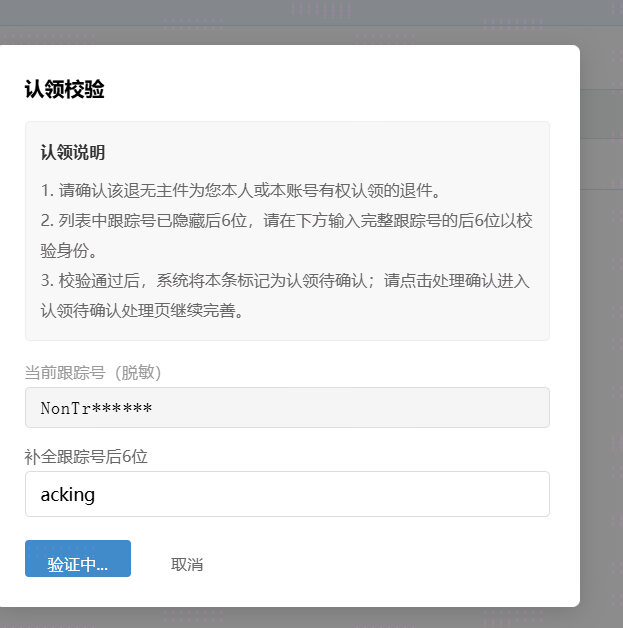 认领校验
认领说明
1. 请确认该退无主件为您本人或本账号有权认领的退件。
2. 列表中跟踪号已隐藏后6位，请在下方输入完整跟踪号的后6位以校
验身份。
3. 校验通过后，系统将本条标记为认领待确认；请点击处理确认进入
认领待确认处理页继续完善。
当前跟踪号（脱敏）
NonTr******
补全跟踪号后6位
acking
验证中... 取消